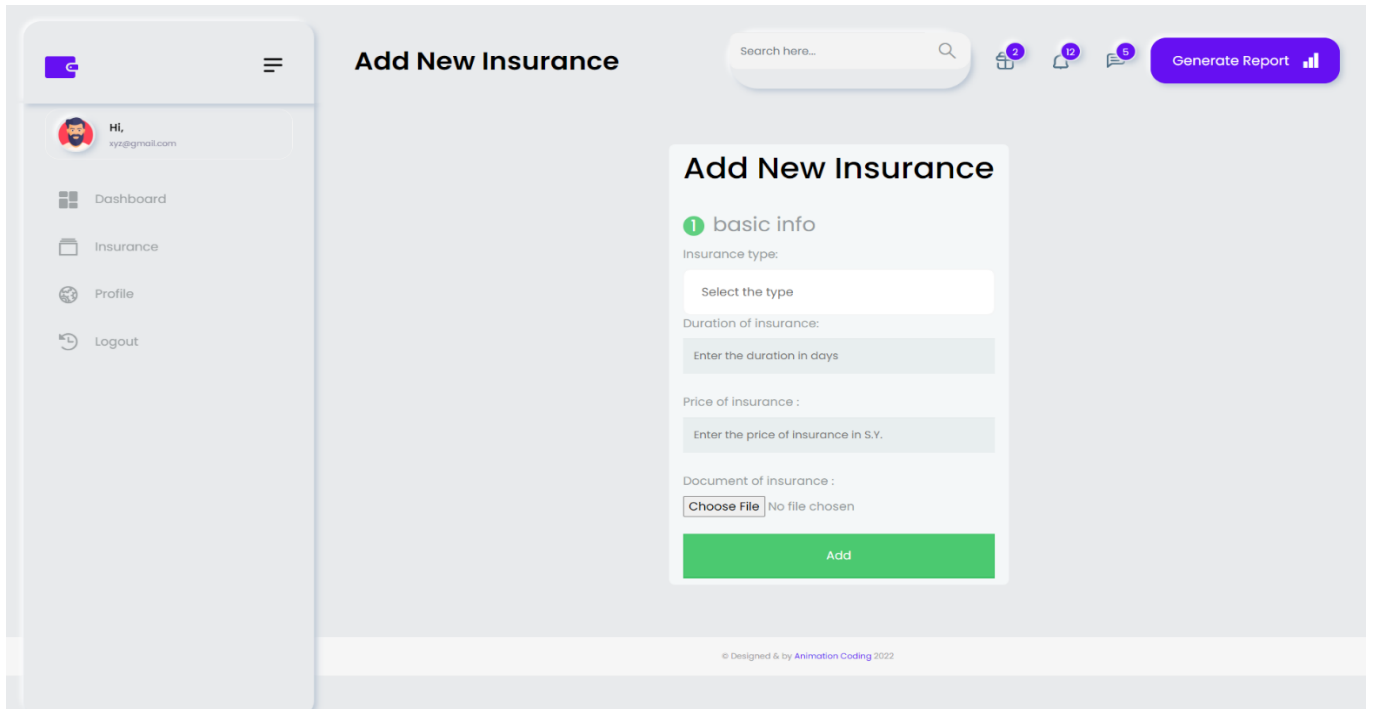 Add New Insurance
Search here...
2
12
5
Generate Report
Hi,
xyz@gmail.com
Dashboard
Insurance
Profile
Logout
Add New Insurance
1 basic info
Insurance type:
Select the type
Duration of insurance:
Enter the duration in days
Price of insurance :
Enter the price of insurance in S.Y.
Document of insurance :
Choose File No file chosen
Add
© Designed & by Animation Coding 2022